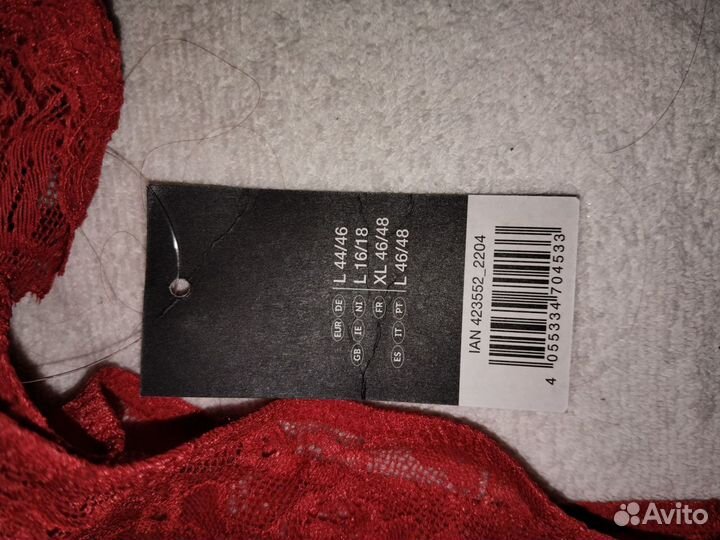 EUR DE L 44/46
GB IE NI L 16/18
FR XL 46/48
ES IT PT L 46/48
IAN 423552_2204
4 055334 704533
Avito